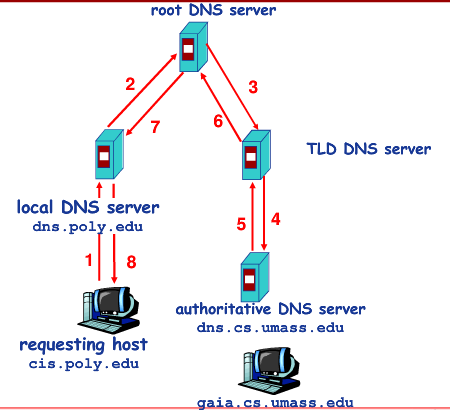 root DNS server
2
3
7
6
TLD DNS server
local DNS server
dns.poly.edu
5
4
1
8
authoritative DNS server
dns.cs.umass.edu
requesting host
cis.poly.edu
gaia.cs.umass.edu